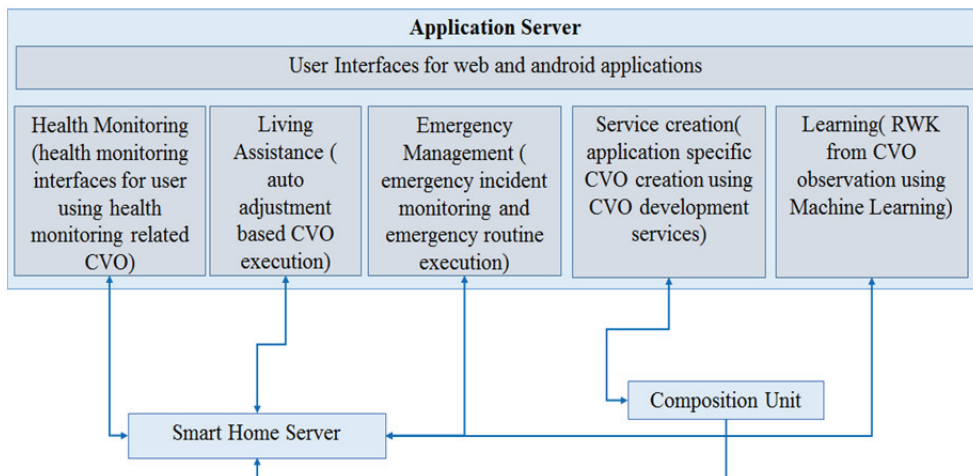 Application Server
User Interfaces for web and android applications
Health Monitoring
(health monitoring
interfaces for user
using health
monitoring related
CVO)
Living
Assistance (
auto
adjustment
based CVO
execution)
Emergency
Management (
emergency incident
monitoring and
emergency routine
execution)
Service creation(
application specific
CVO creation using
CVO development
services)
Learning( RWK
from CVO
observation using
Machine Learning)
Composition Unit
Smart Home Server